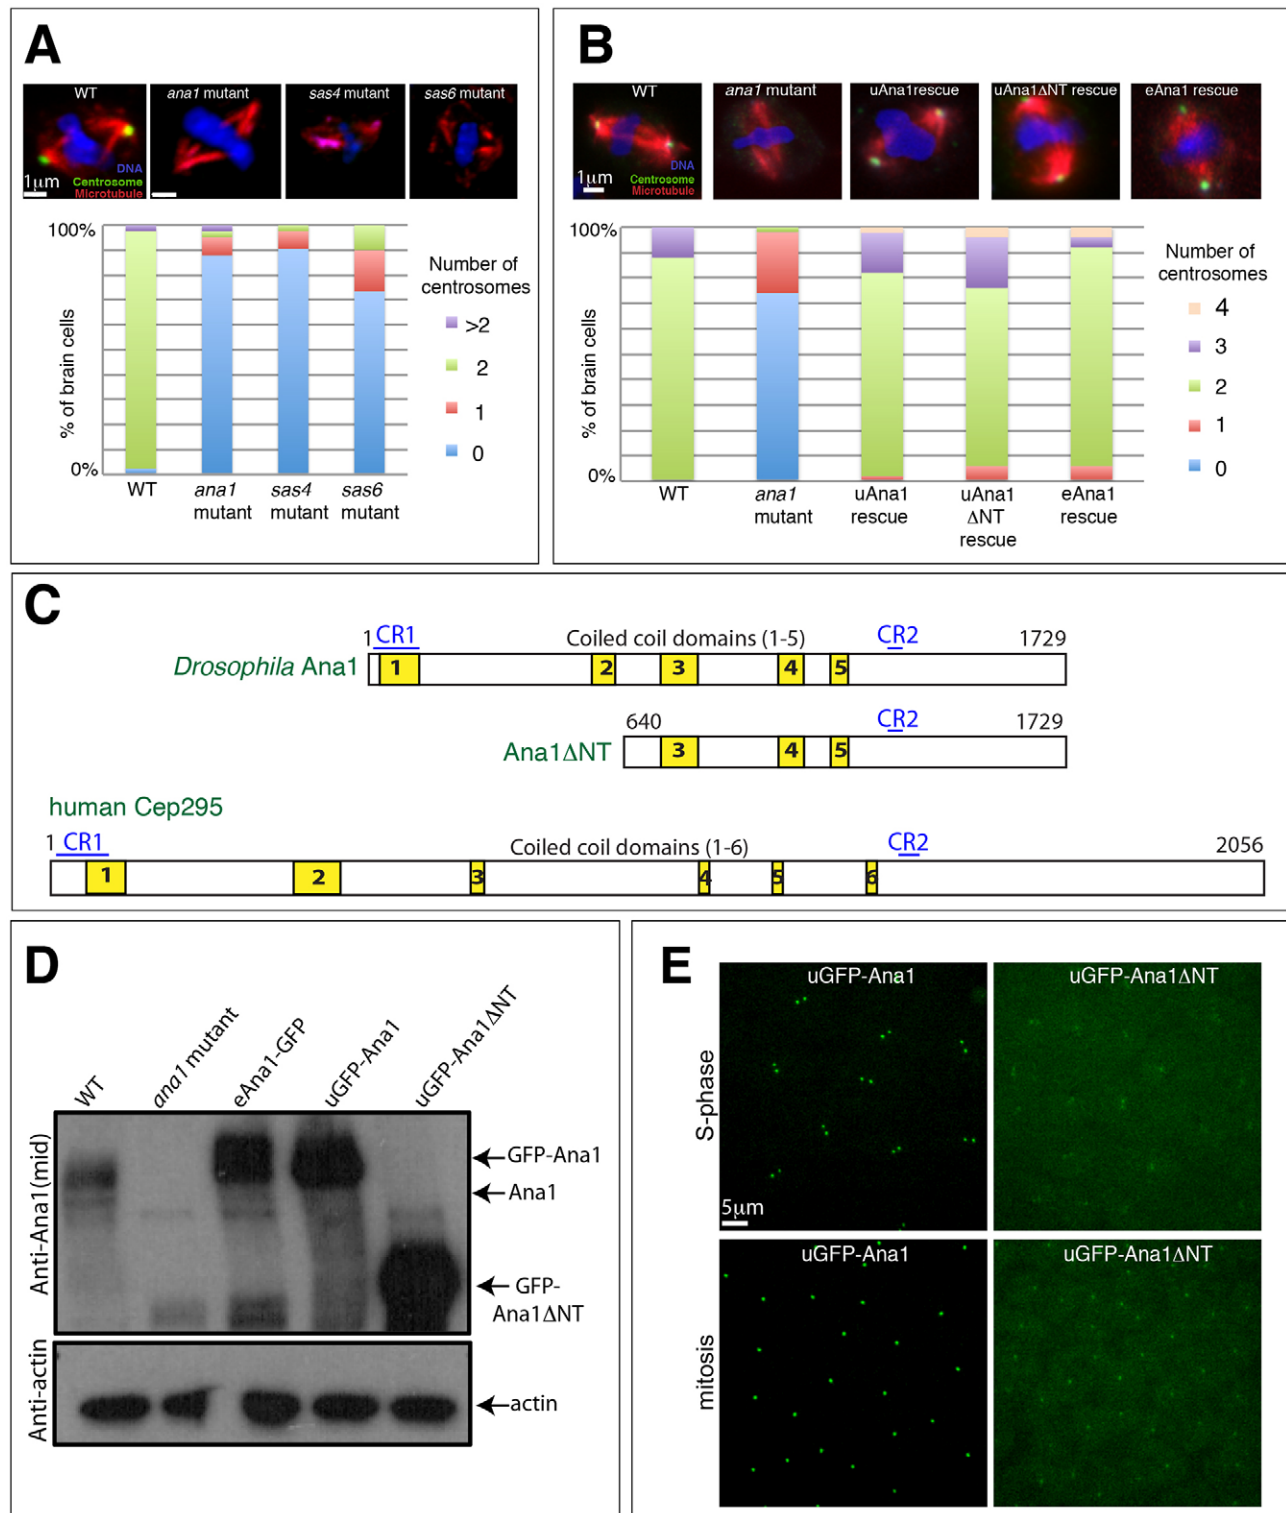 A
WT
ana1 mutant
sas4 mutant
sas6 mutant
DNA
Centrosome
Microtubule
1μm
100%
% of brain cells
0%
WT
ana1
mutant
sas4
mutant
sas6
mutant
Number of
centrosomes
>2
2
1
0
B
WT
ana1 mutant
uAna1rescue
uAna1ΔNT rescue
eAna1 rescue
DNA
Centrosome
Microtubule
1μm
100%
% of brain cells
0%
WT
ana1
mutant
uAna1
rescue
uAna1
ΔNT
rescue
eAna1
rescue
Number of
centrosomes
4
3
2
1
0
C
1 CR1 Coiled coil domains (1-5) CR2 1729
Drosophila Ana1 1 2 3 4 5
640 CR2 1729
Ana1ΔNT 3 4 5
human Cep295
1 CR1 Coiled coil domains (1-6) CR2 2056
1 2 3 4 5 6
D
WT
ana1 mutant
eAna1-GFP
uGFP-Ana1
uGFP-Ana1ΔNT
Anti-Ana1(mid)
GFP-Ana1
Ana1
GFP-
Ana1ΔNT
Anti-actin
actin
E
uGFP-Ana1
uGFP-Ana1ΔNT
S-phase
5μm
uGFP-Ana1
uGFP-Ana1ΔNT
mitosis